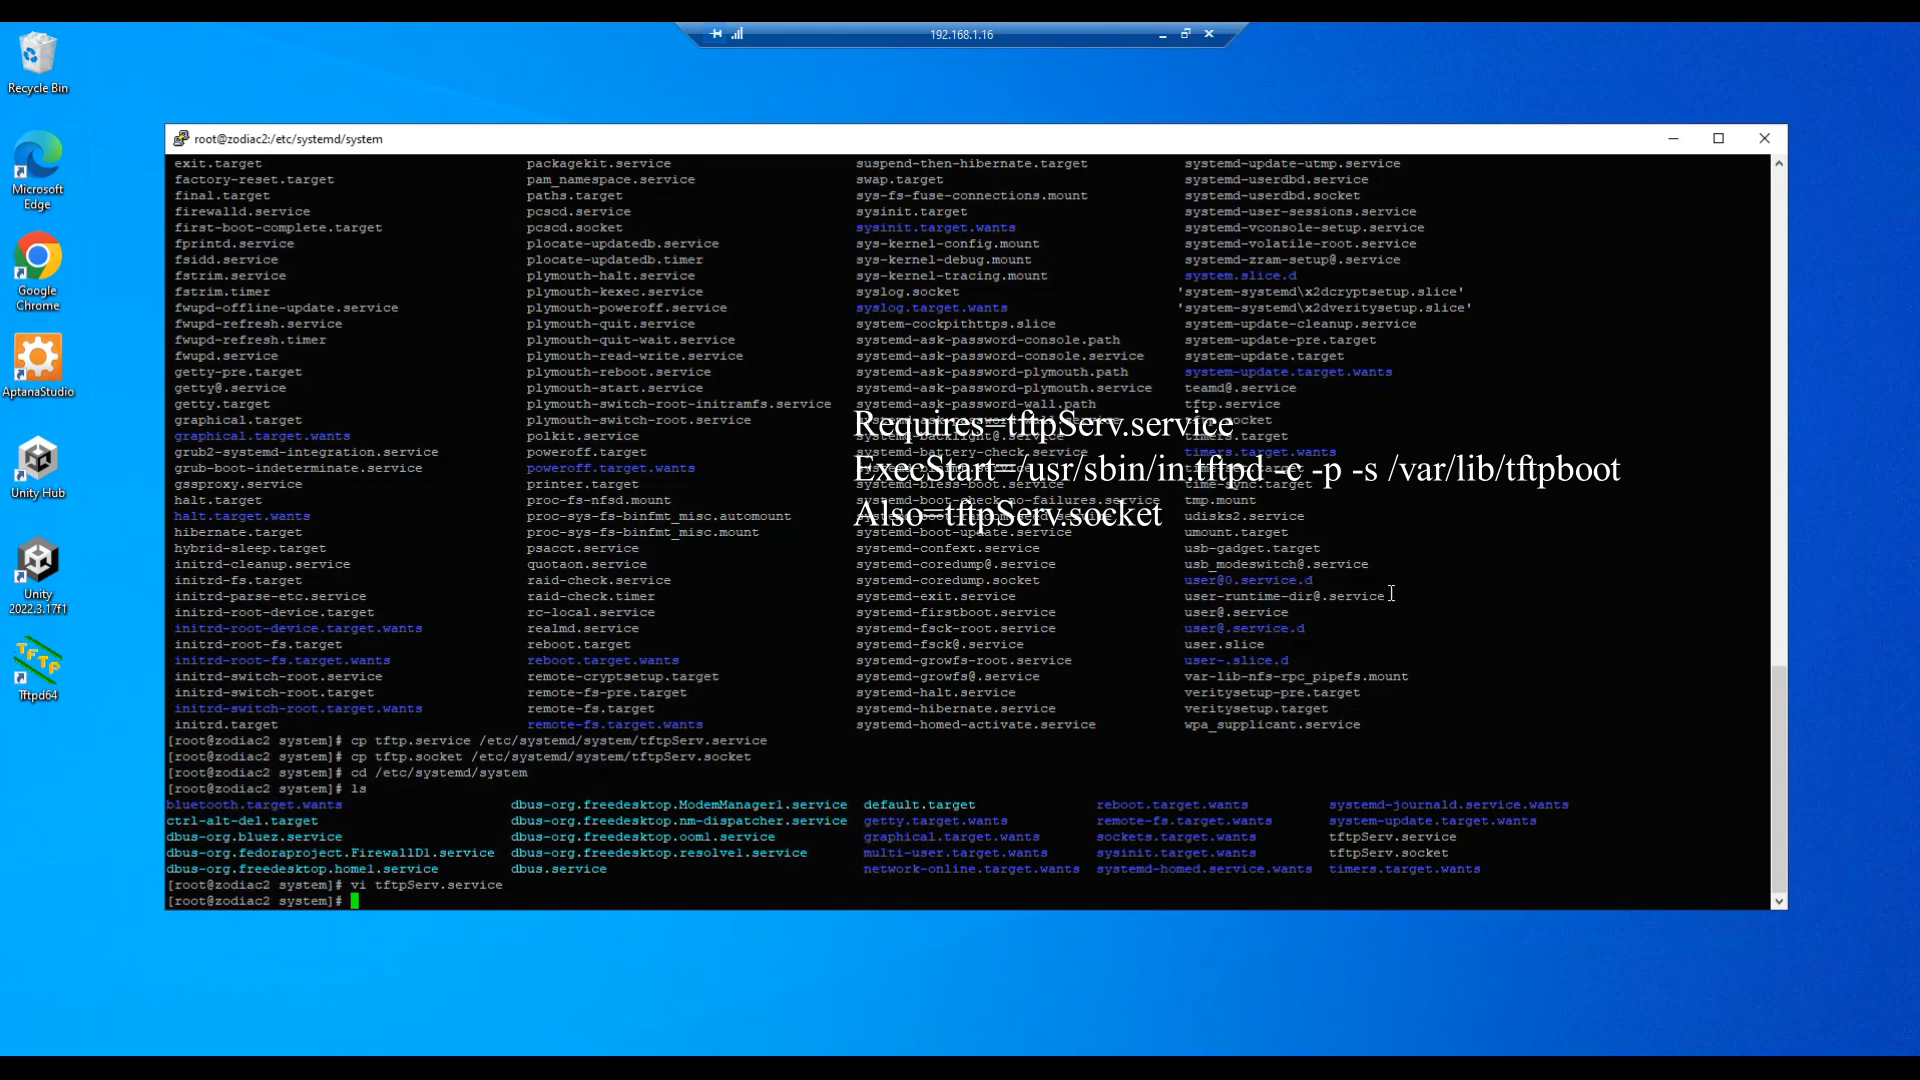 192.168.1.16
Recycle Bin
Microsoft
Edge
Google
Chrome
AptanaStudio
Unity Hub
Unity
2022.3.17f1
Tftpd64
root@zodiac2:/etc/systemd/system
exit.target packagekit.service suspend-then-hibernate.target systemd-update-utmp.service
factory-reset.target pam_namespace.service swap.target systemd-userdbd.service
final.target paths.target sys-fs-fuse-connections.mount systemd-userdbd.socket
firewalld.service pcscd.service sysinit.target systemd-user-sessions.service
first-boot-complete.target pcscd.socket sysinit.target.wants systemd-vconsole-setup.service
fprintd.service plocate-updatedb.service sys-kernel-config.mount systemd-volatile-root.service
fsidd.service plocate-updatedb.timer sys-kernel-debug.mount systemd-zram-setup@.service
fstrim.service plymouth-halt.service sys-kernel-tracing.mount system.slice.d
fstrim.timer plymouth-kexec.service syslog.socket 'system-systemd\x2dcryptsetup.slice'
fwupd-offline-update.service plymouth-poweroff.service syslog.target.wants 'system-systemd\x2dveritysetup.slice'
fwupd-refresh.service plymouth-quit.service system-cockpithttps.slice system-update-cleanup.service
fwupd-refresh.timer plymouth-quit-wait.service systemd-ask-password-console.path system-update-pre.target
fwupd.service plymouth-read-write.service systemd-ask-password-console.service system-update.target
getty-pre.target plymouth-reboot.service systemd-ask-password-plymouth.path system-update.target.wants
getty@.service plymouth-start.service systemd-ask-password-plymouth.service teamd@.service
getty.target plymouth-switch-root-initramfs.service systemd-ask-password-wall.path tftp.service
graphical.target plymouth-switch-root.service
Requires=tftpServ.service
graphical.target.wants polkit.service timers.target
grub2-systemd-integration.service poweroff.target systemd-battery-check.service timers.target.wants
grub-boot-indeterminate.service poweroff.target.wants
ExecStart=/usr/sbin/in.tftpd -c -p -s /var/lib/tftpboot
gssproxy.service printer.target systemd-bless-boot.service time-sync.target
halt.target proc-fs-nfsd.mount systemd-boot-check-no-failures.service tmp.mount
halt.target.wants proc-sys-fs-binfmt_misc.automount udisks2.service
Also=tftpServ.socket
hibernate.target proc-sys-fs-binfmt_misc.mount systemd-boot-update.service umount.target
hybrid-sleep.target psacct.service systemd-confext.service usb-gadget.target
initrd-cleanup.service quotaon.service systemd-coredump@.service usb_modeswitch@.service
initrd-fs.target raid-check.service systemd-coredump.socket user@0.service.d
initrd-parse-etc.service raid-check.timer systemd-exit.service user-runtime-dir@.service
initrd-root-device.target rc-local.service systemd-firstboot.service user@.service
initrd-root-device.target.wants realmd.service systemd-fsck-root.service user@.service.d
initrd-root-fs.target reboot.target systemd-fsck@.service user.slice
initrd-root-fs.target.wants reboot.target.wants systemd-growfs-root.service user-.slice.d
initrd-switch-root.service remote-cryptsetup.target systemd-growfs@.service var-lib-nfs-rpc_pipefs.mount
initrd-switch-root.target remote-fs-pre.target systemd-halt.service veritysetup-pre.target
initrd-switch-root.target.wants remote-fs.target systemd-hibernate.service veritysetup.target
initrd.target remote-fs.target.wants systemd-homed-activate.service wpa_supplicant.service
[root@zodiac2 system]# cp tftp.service /etc/systemd/system/tftpServ.service
[root@zodiac2 system]# cp tftp.socket /etc/systemd/system/tftpServ.socket
[root@zodiac2 system]# cd /etc/systemd/system
[root@zodiac2 system]# ls
bluetooth.target.wants dbus-org.freedesktop.ModemManager1.service default.target reboot.target.wants systemd-journald.service.wants
ctrl-alt-del.target dbus-org.freedesktop.nm-dispatcher.service getty.target.wants remote-fs.target.wants system-update.target.wants
dbus-org.bluez.service dbus-org.freedesktop.oom1.service graphical.target.wants sockets.target.wants tftpServ.service
dbus-org.fedoraproject.FirewallD1.service dbus-org.freedesktop.resolve1.service multi-user.target.wants sysinit.target.wants tftpServ.socket
dbus-org.freedesktop.home1.service dbus.service network-online.target.wants systemd-homed.service.wants timers.target.wants
[root@zodiac2 system]# vi tftpServ.service
[root@zodiac2 system]#